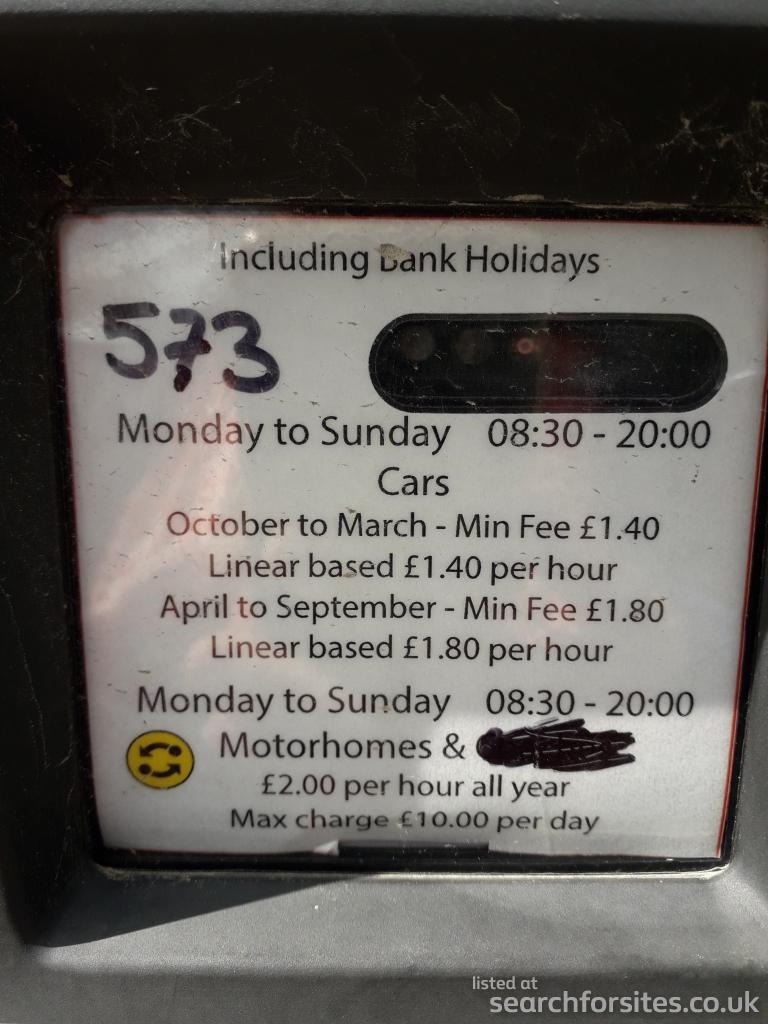 Including Bank Holidays
573
Monday to Sunday 08:30 - 20:00
Cars
October to March - Min Fee £1.40
Linear based £1.40 per hour
April to September - Min Fee £1.80
Linear based £1.80 per hour
Monday to Sunday 08:30 - 20:00
Motorhomes &
£2.00 per hour all year
Max charge £10.00 per day
listed at
searchforsites.co.uk